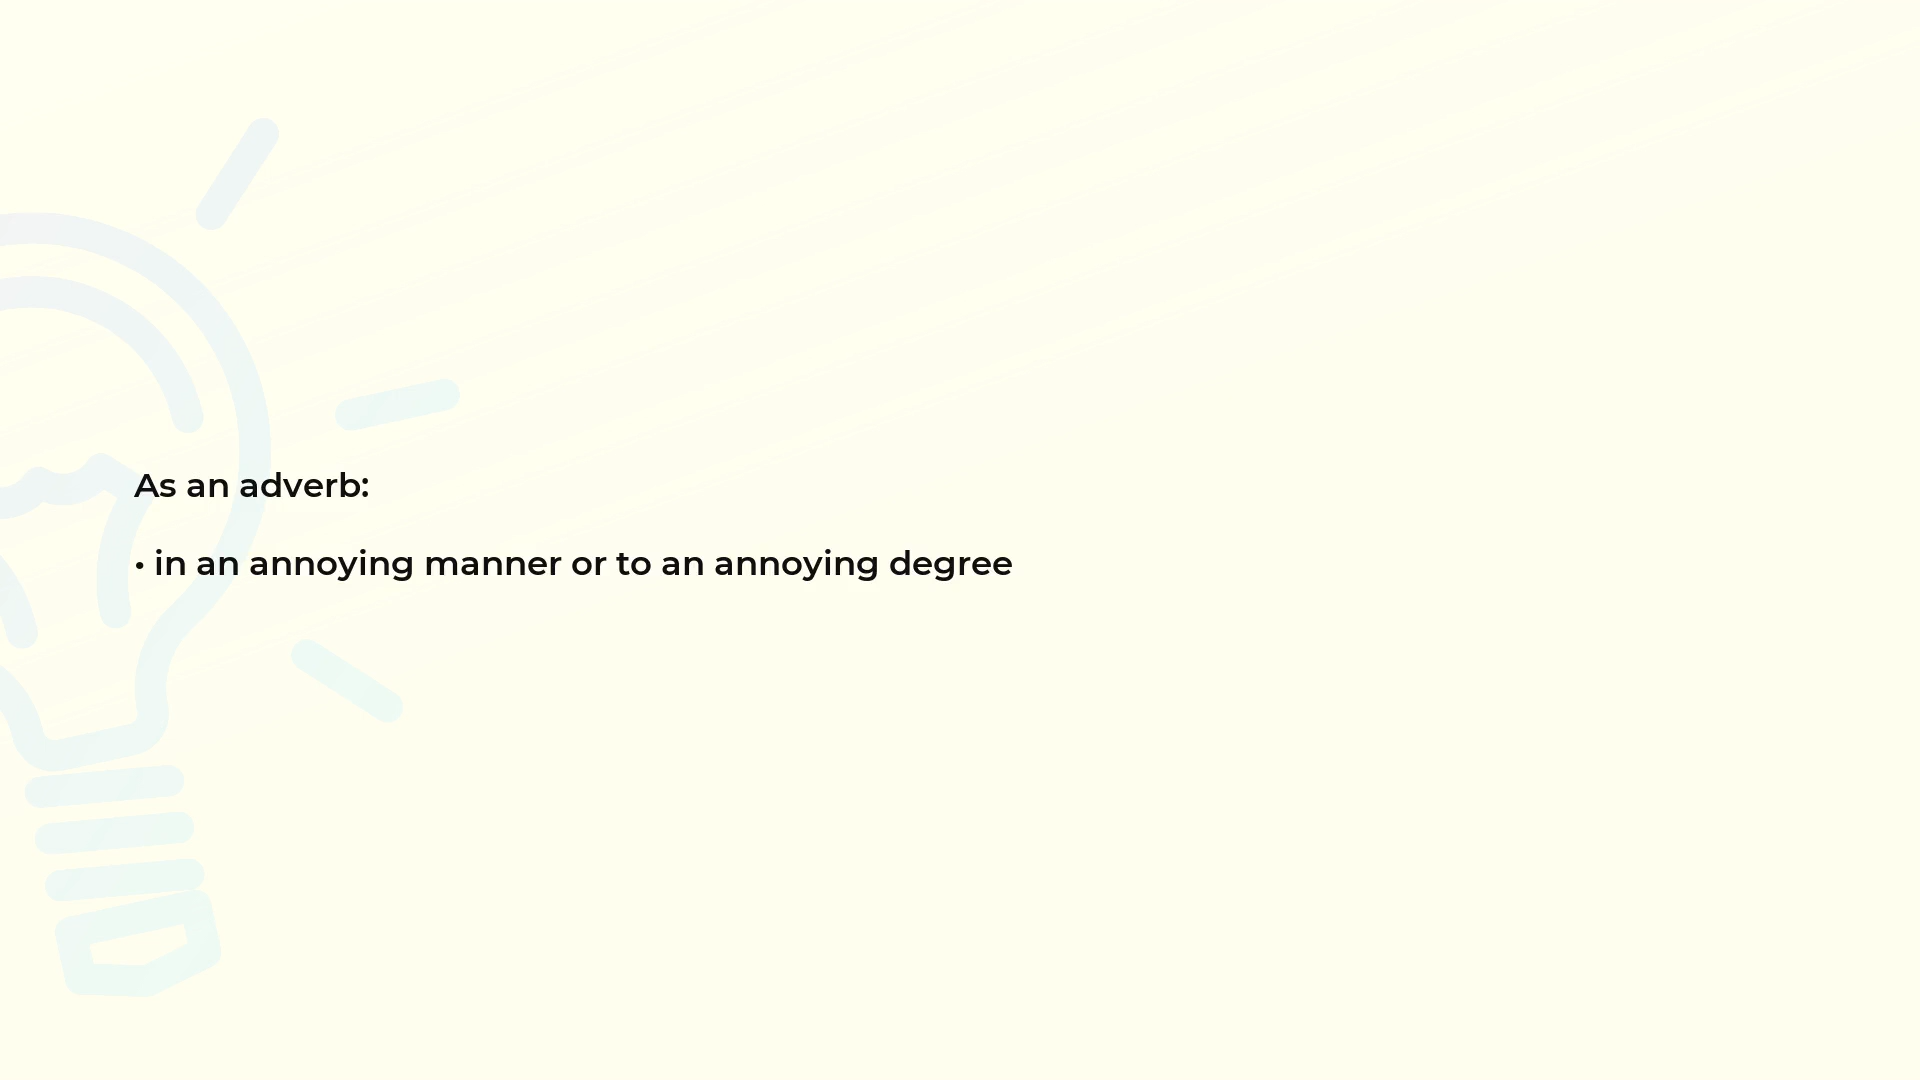 As an adverb:
• in an annoying manner or to an annoying degree